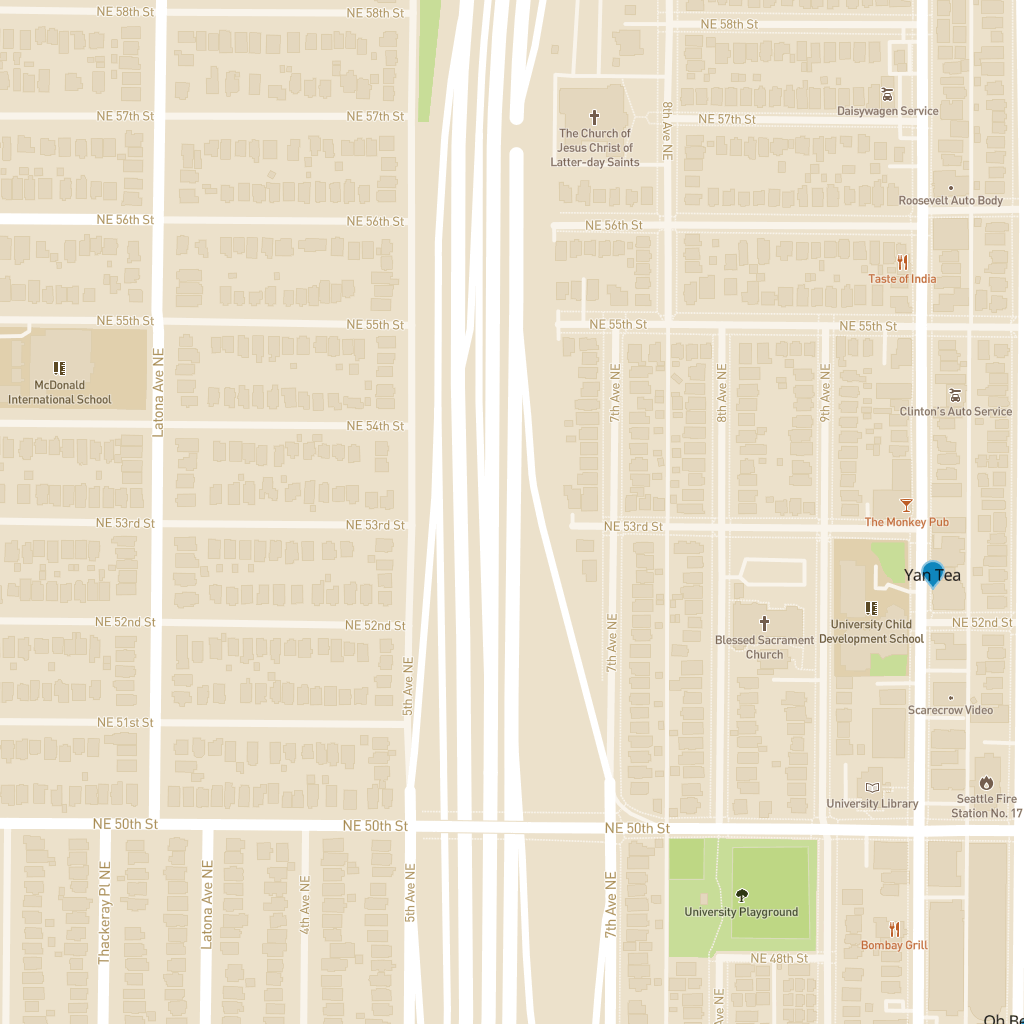 NE 58th St
NE 58th St
NE 58th St
Daisywagen Service
NE 57th St
NE 57th St
NE 57th St
8th Ave NE
The Church of
Jesus Christ of
Latter-day Saints
Roosevelt Auto Body
NE 56th St
NE 56th St
NE 56th St
Taste of India
NE 55th St
NE 55th St
NE 55th St
NE 55th St
McDonald
International School
Latona Ave NE
7th Ave NE
8th Ave NE
9th Ave NE
Clinton's Auto Service
NE 54th St
The Monkey Pub
NE 53rd St
NE 53rd St
NE 53rd St
Yan Tea
NE 52nd St
NE 52nd St
NE 52nd St
University Child
Development School
Blessed Sacrament
Church
7th Ave NE
5th Ave NE
Scarecrow Video
NE 51st St
University Library
Seattle Fire
Station No. 17
NE 50th St
NE 50th St
NE 50th St
Thackeray Pl NE
Latona Ave NE
4th Ave NE
5th Ave NE
7th Ave NE
University Playground
Bombay Grill
NE 48th St
8th Ave NE